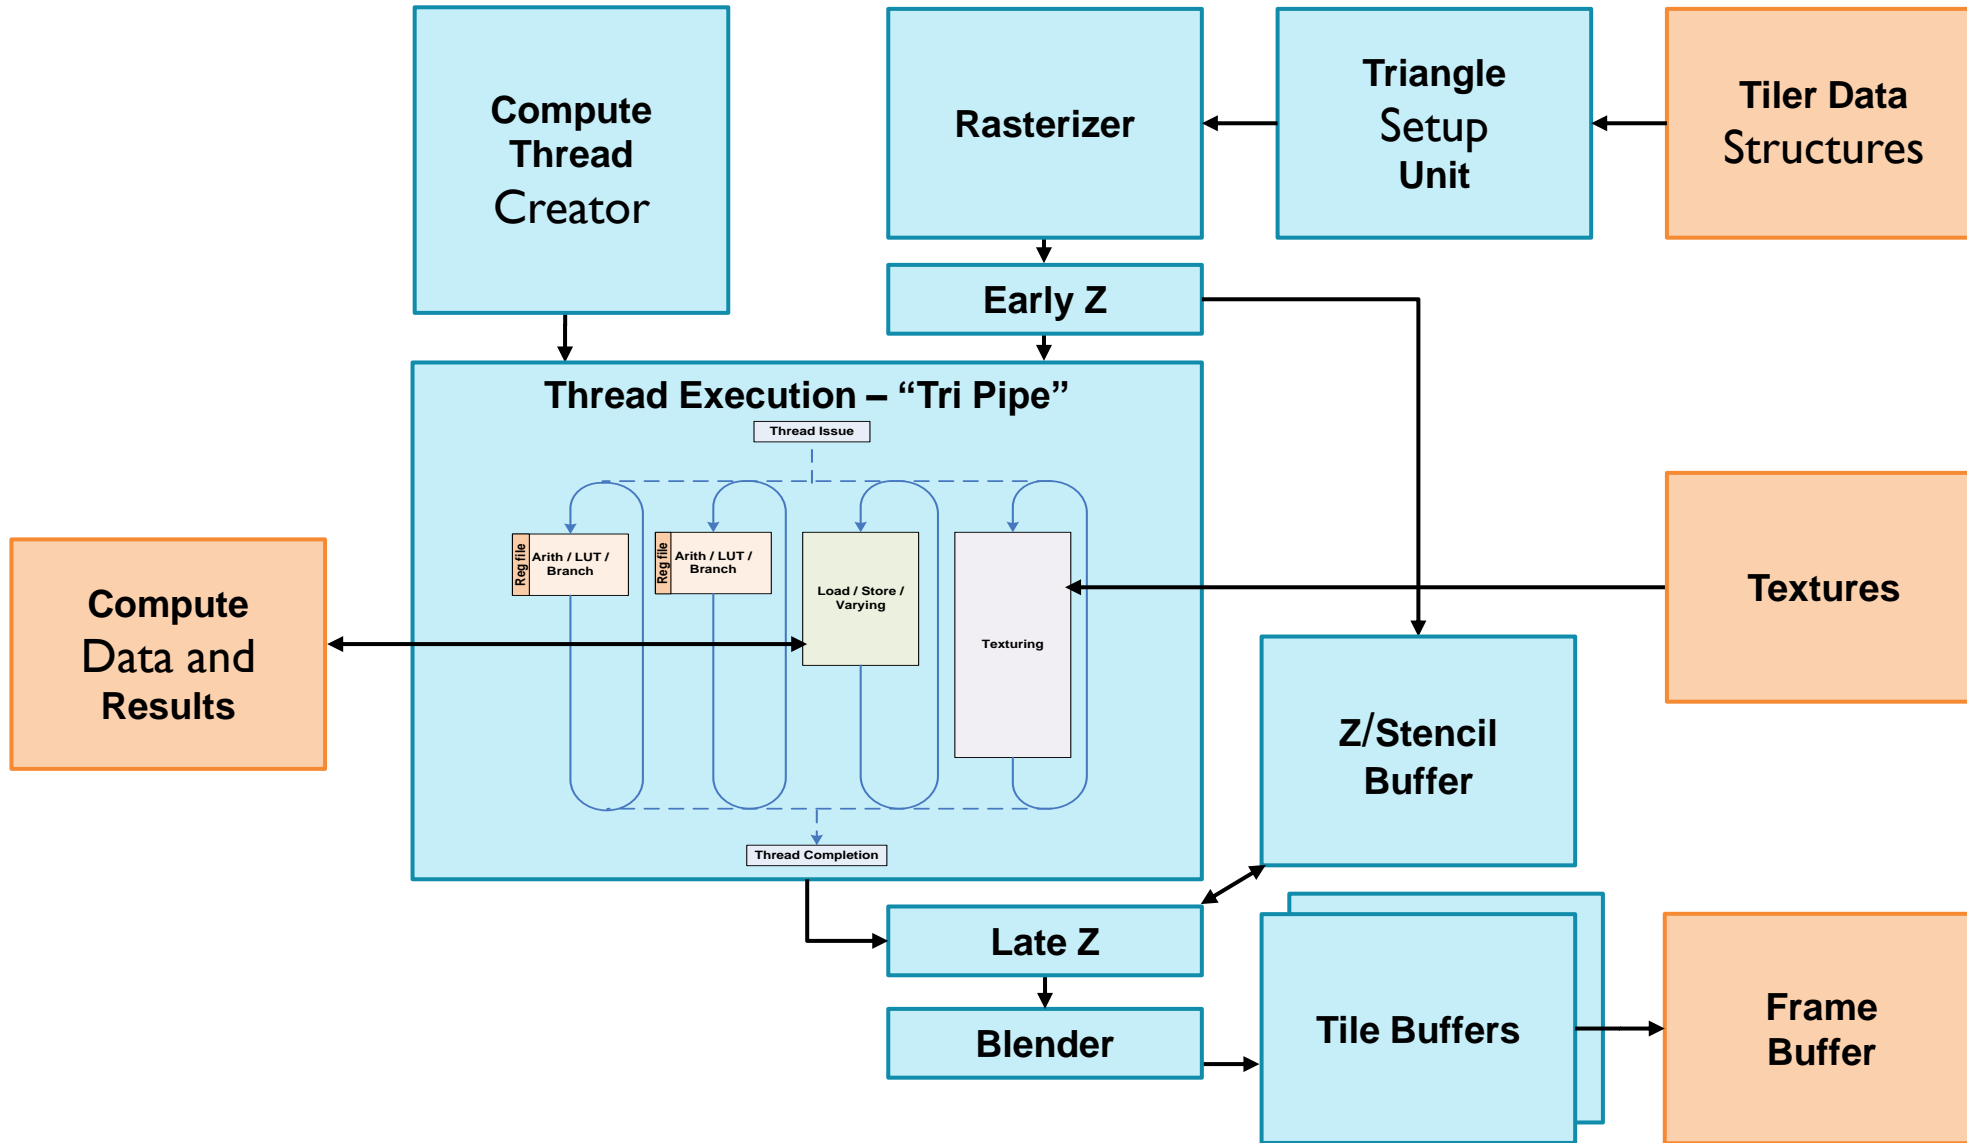 Compute
Thread
Creator
Rasterizer
Triangle
Setup
Unit
Tiler Data
Structures
Early Z
Thread Execution – “Tri Pipe”
Thread Issue
Reg file
Arith / LUT /
Branch
Reg file
Arith / LUT /
Branch
Load / Store /
Varying
Texturing
Thread Completion
Compute
Data and
Results
Textures
Z/Stencil
Buffer
Late Z
Blender
Tile Buffers
Frame
Buffer